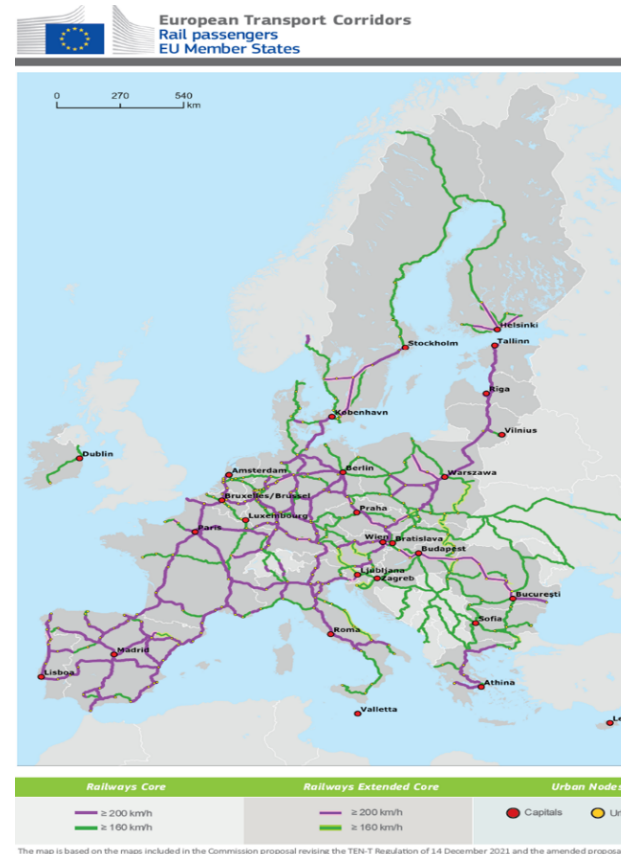 European Transport Corridors
Rail passengers
EU Member States
0 270 540
km
Helsinki
Stockholm
Tallinn
Rīga
København
Vilnius
Dublin
Amsterdam
Berlin
Warszawa
Bruxelles/Brussel
Luxembourg
Praha
Paris
Wien
Bratislava
Budapest
Ljubljana
Zagreb
București
Sofia
Roma
Madrid
Lisboa
Athina
Valletta
Le
Railways Core
Railways Extended Core
Urban Nodes
≥ 200 km/h
≥ 200 km/h
Capitals
Ur
≥ 160 km/h
≥ 160 km/h
The map is based on the maps included in the Commission proposal revising the TEN-T Regulation of 14 December 2021 and the amended proposa